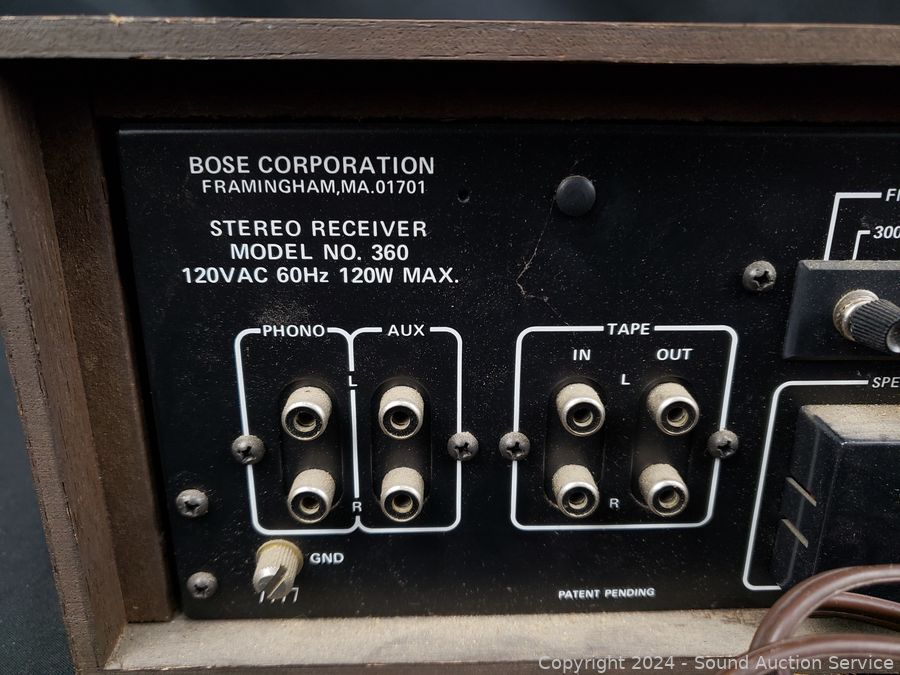 BOSE CORPORATION
FRAMINGHAM,MA.01701
STEREO RECEIVER
MODEL NO. 360
120VAC 60Hz 120W MAX.
300
PHONO
AUX
TAPE
IN
OUT
L
L
R
R
GND
PATENT PENDING
Copyright 2024 - Sound Auction Service